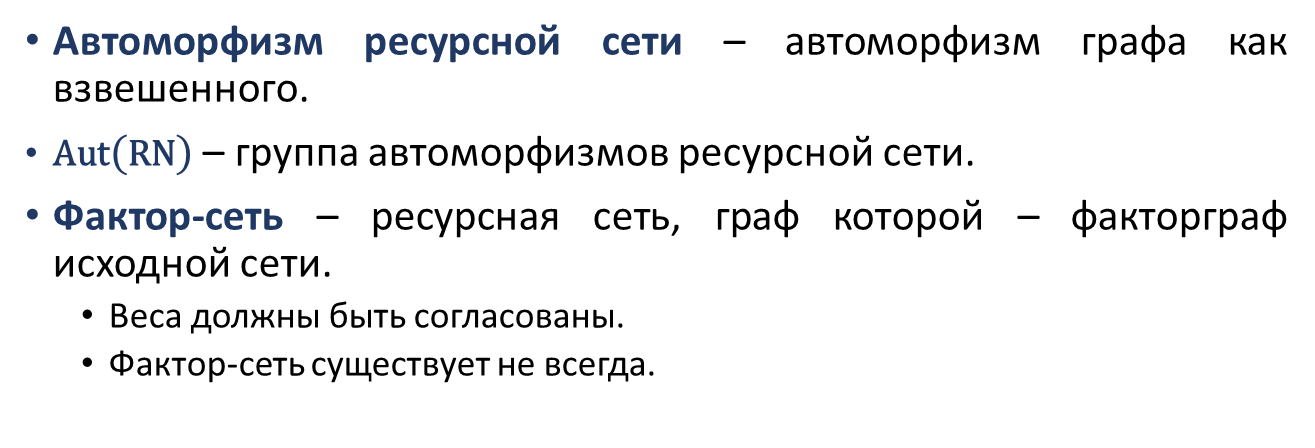 • Автоморфизм ресурсной сети – автоморфизм графа как
взвешенного.
• Aut(RN) – группа автоморфизмов ресурсной сети.
• Фактор-сеть – ресурсная сеть, граф которой – факторграф
исходной сети.
• Веса должны быть согласованы.
• Фактор-сеть существует не всегда.